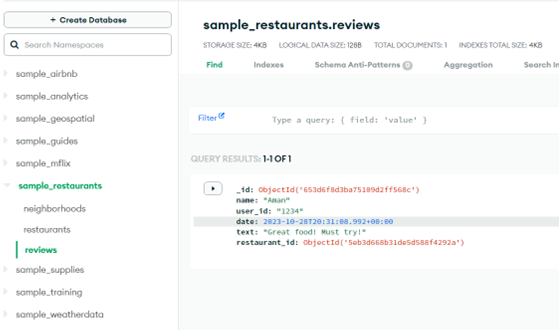 + Create Database
Search Namespaces
sample_airbnb
sample_analytics
sample_geospatial
sample_guides
sample_mflix
sample_restaurants
neighborhoods
restaurants
reviews
sample_supplies
sample_training
sample_weatherdata
sample_restaurants.reviews
STORAGE SIZE: 4KB LOGICAL DATA SIZE: 128B TOTAL DOCUMENTS: 1 INDEXES TOTAL SIZE: 4KB
Find Indexes Schema Anti-Patterns 0 Aggregation Search In
Filter Type a query: { field: 'value' }
QUERY RESULTS: 1-1 OF 1
_id: ObjectId('653d6f8d3ba75189d2ff568c')
name: "Aman"
user_id: "1234"
date: 2023-10-28T20:31:08.992+00:00
text: "Great food! Must try!"
restaurant_id: ObjectId('5eb3d668b31de5d588f4292a')